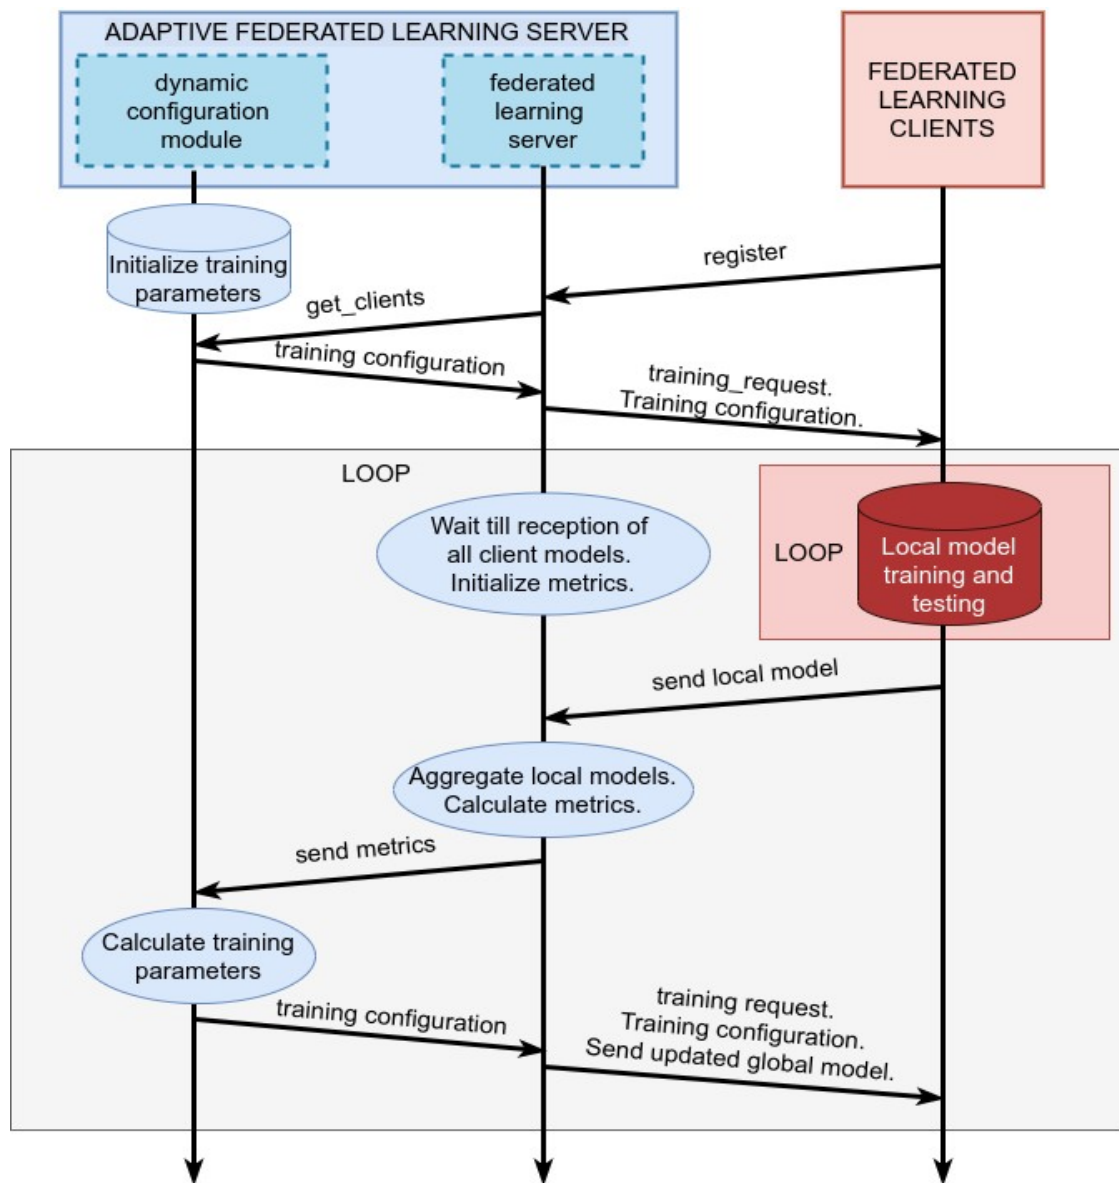 ADAPTIVE FEDERATED LEARNING SERVER
dynamic
configuration
module
federated
learning
server
FEDERATED
LEARNING
CLIENTS
Initialize training
parameters
register
get_clients
training configuration
training_request.
Training configuration.
LOOP
Wait till reception of
all client models.
Initialize metrics.
LOOP
Local model
training and
testing
send local model
Aggregate local models.
Calculate metrics.
send metrics
Calculate training
parameters
training configuration
training request.
Training configuration.
Send updated global model.